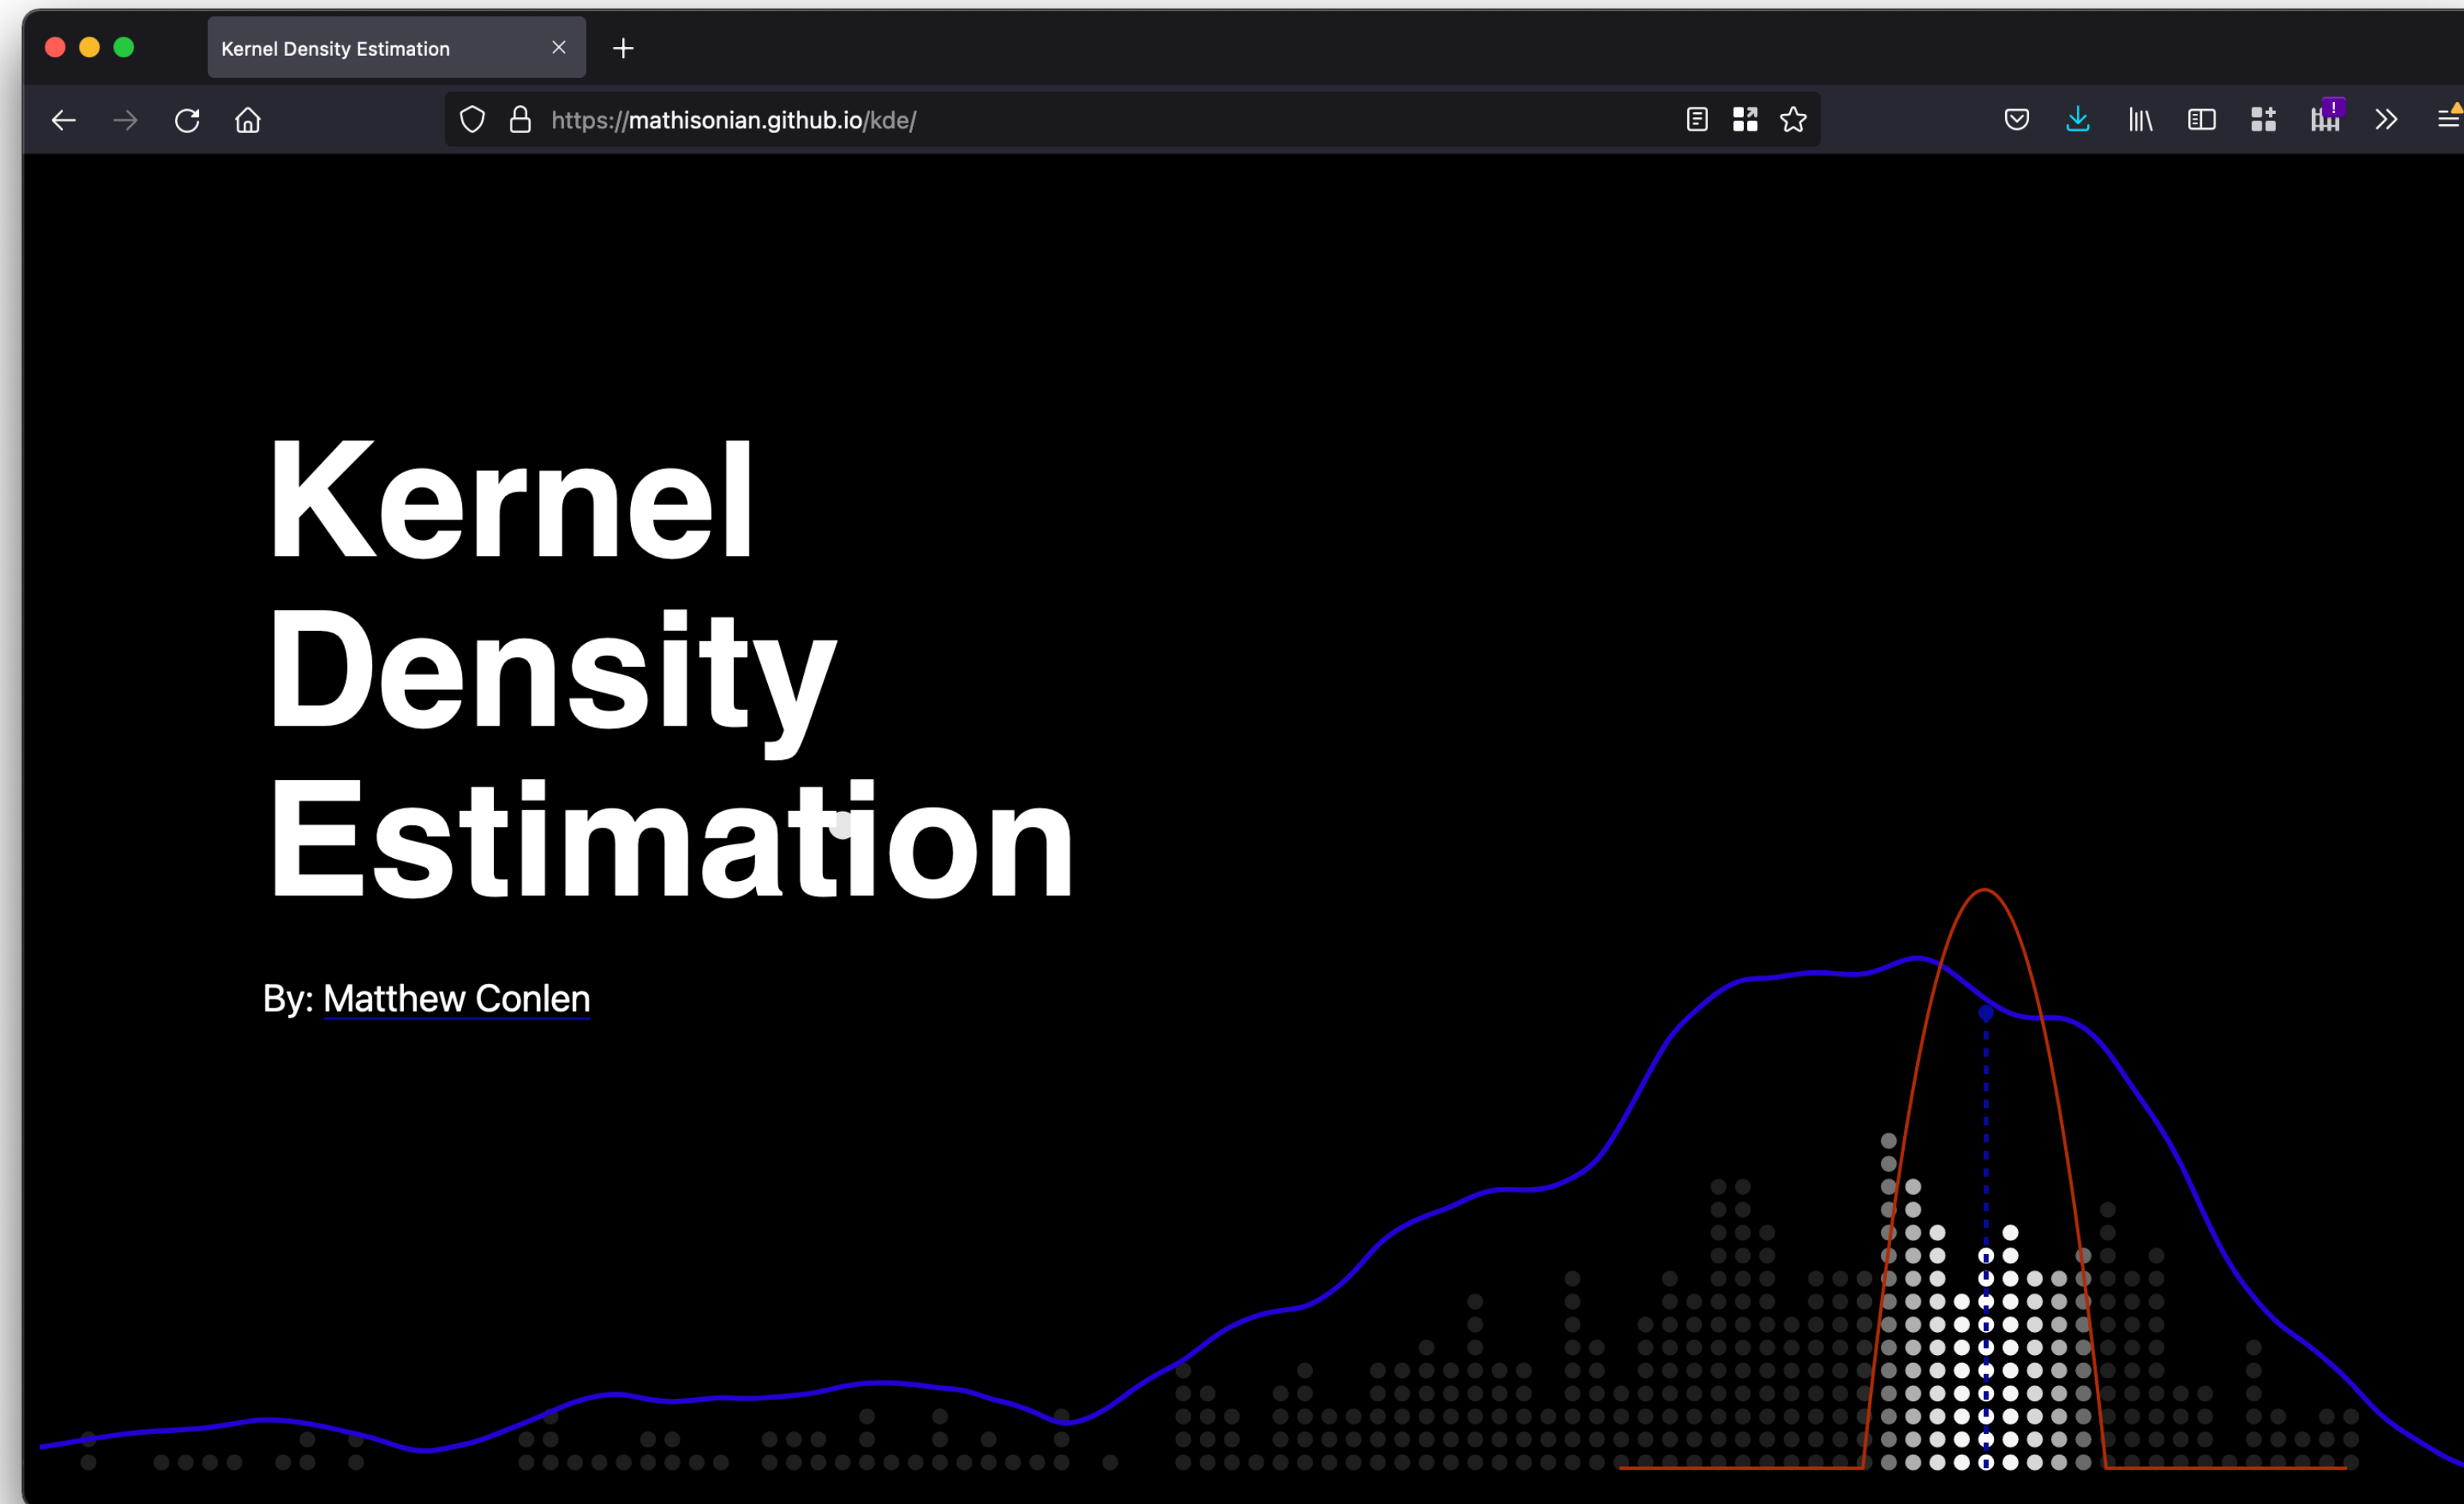 Kernel Density Estimation
https://mathisonian.github.io/kde/
Kernel
Density
Estimation
By: Matthew Conlen